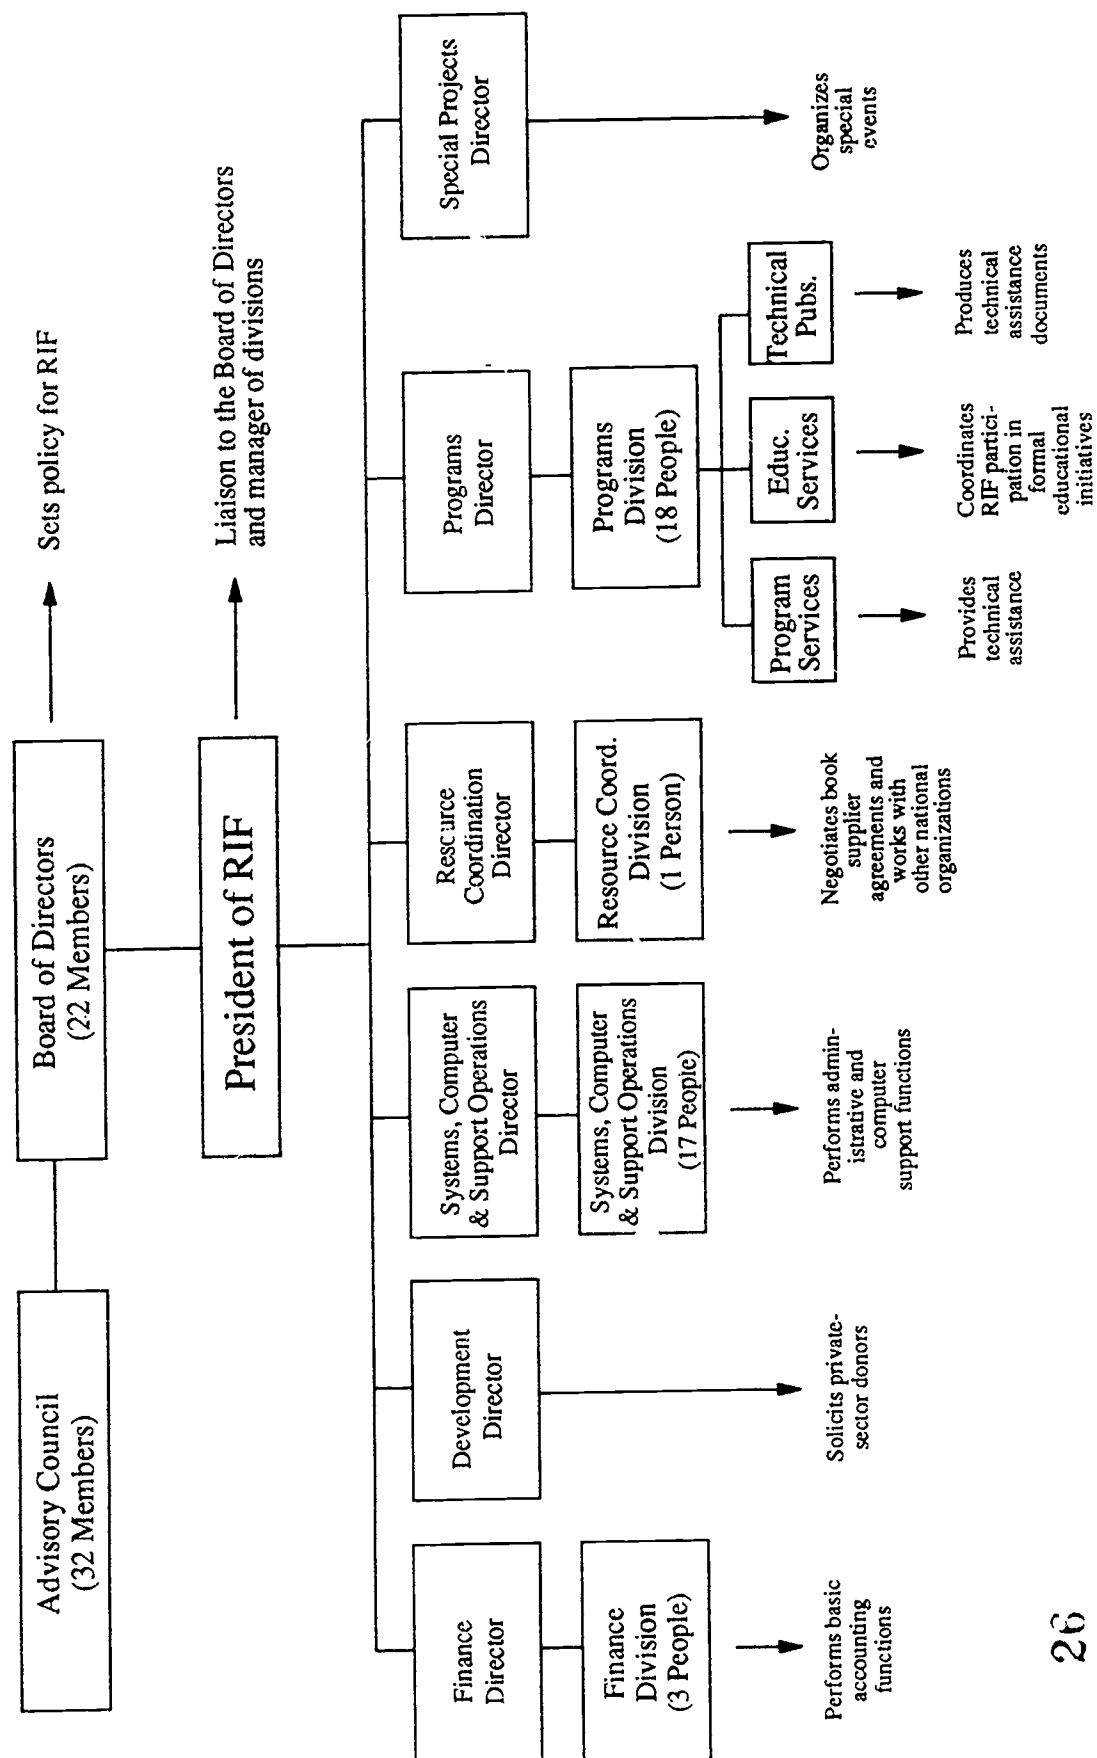 Advisory Council
(32 Members)
Board of Directors
(22 Members)
Sets policy for RIF
President of RIF
Liaison to the Board of Directors
and manager of divisions
Finance
Director
Development
Director
Systems, Computer
& Support Operations
Director
Resource
Coordination
Director
Programs
Director
Special Projects
Director
Finance
Division
(3 People)
Systems, Computer
& Support Operations
Division
(17 People)
Resource Coord.
Division
(1 Person)
Programs
Division
(18 People)
Program
Services
Educ.
Services
Technical
Pubs.
Performs basic
accounting
functions
Solicits private-
sector donors
Performs admin-
istrative and
computer
support functions
Negotiates book
supplier
agreements and
works with
other national
organizations
Provides
technical
assistance
Coordinates
RIF partici-
pation in
formal
educational
initiatives
Produces
technical
assistance
documents
Organizes
special
events
26